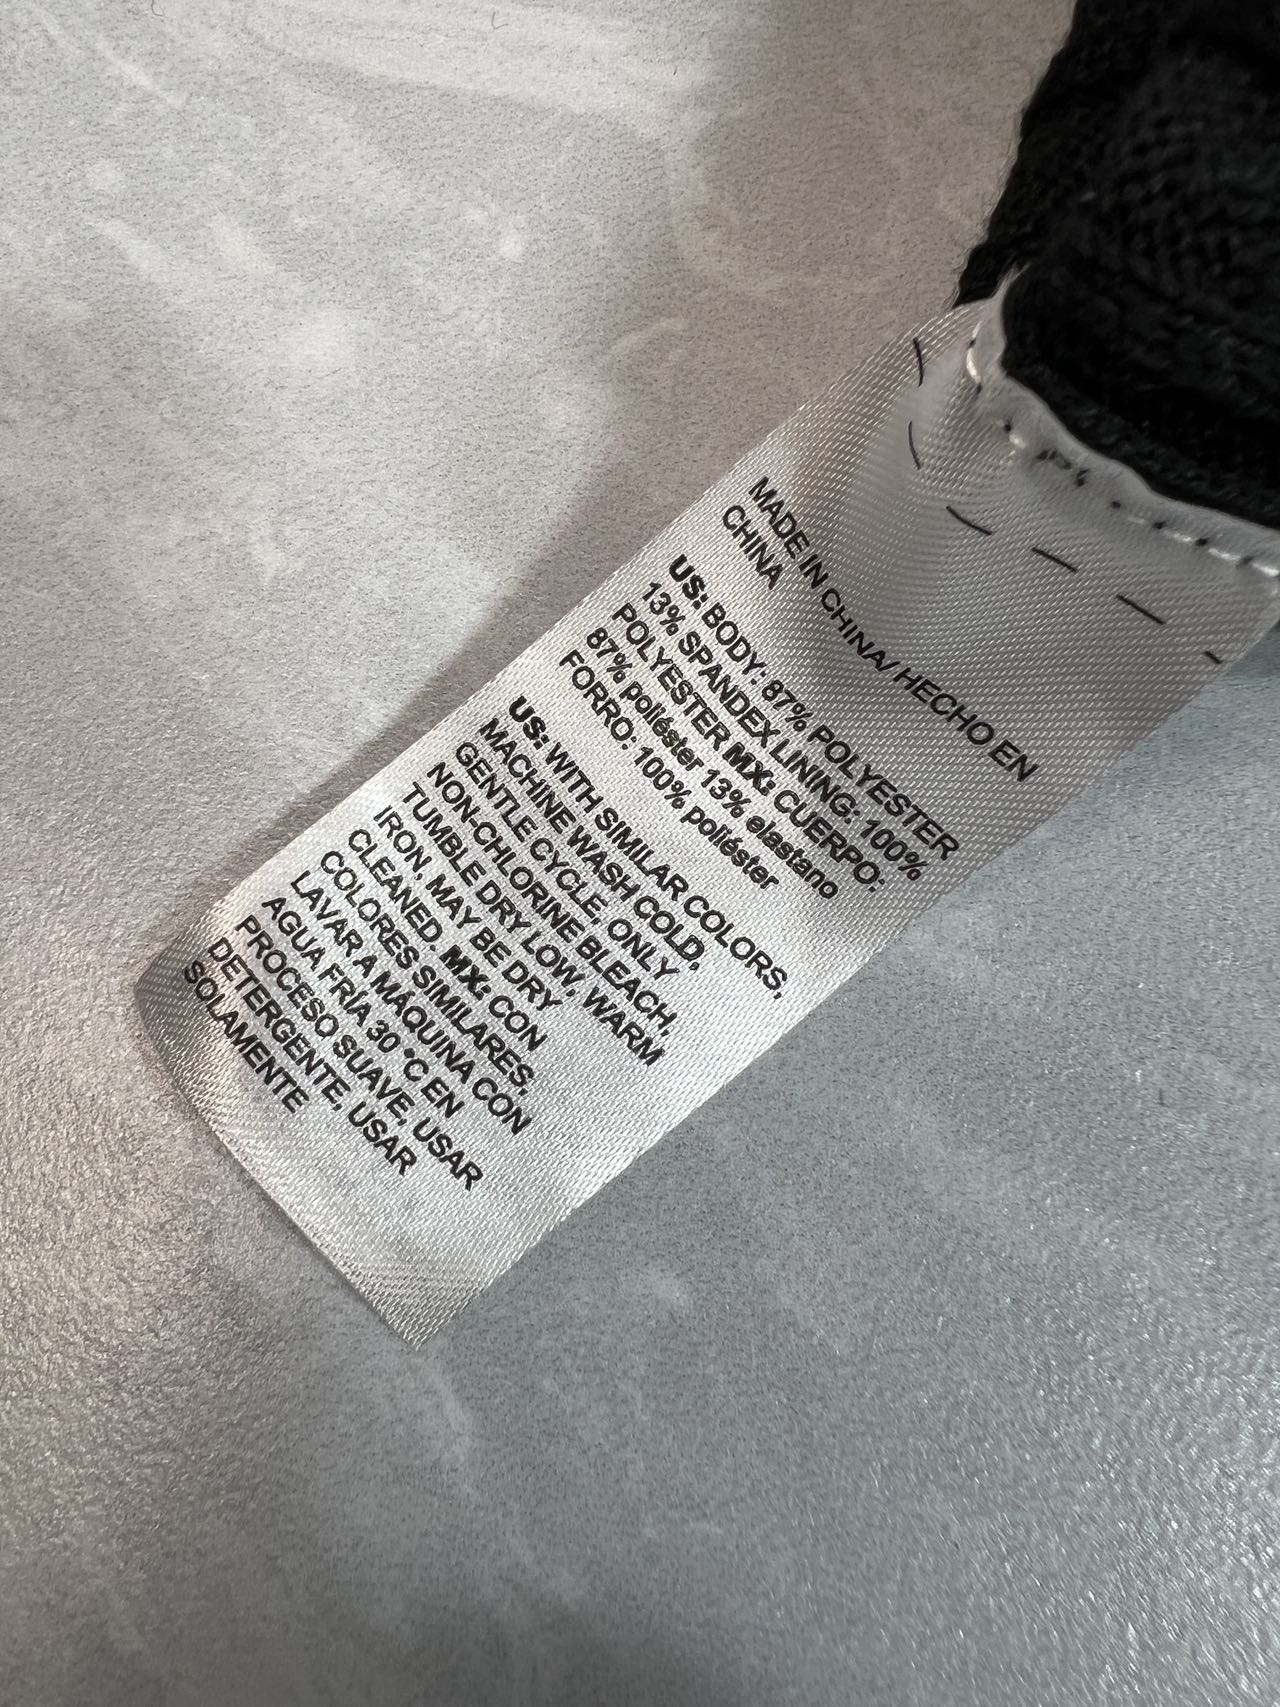 MADE IN CHINA/ HECHO EN
CHINA
US: BODY: 87% POLYESTER
13% SPANDEX LINING: 100%
POLYESTER MX: CUERPO:
87% poliéster 13% elastano
FORRO: 100% poliéster
US: WITH SIMILAR COLORS,
MACHINE WASH COLD,
GENTLE CYCLE, ONLY
NON-CHLORINE BLEACH,
TUMBLE DRY LOW, WARM
IRON, MAY BE DRY
CLEANED. MX: CON
COLORES SIMILARES,
LAVAR A MÁQUINA CON
AGUA FRÍA 30 °C EN
PROCESO SUAVE, USAR
DETERGENTE, USAR
SOLAMENTE